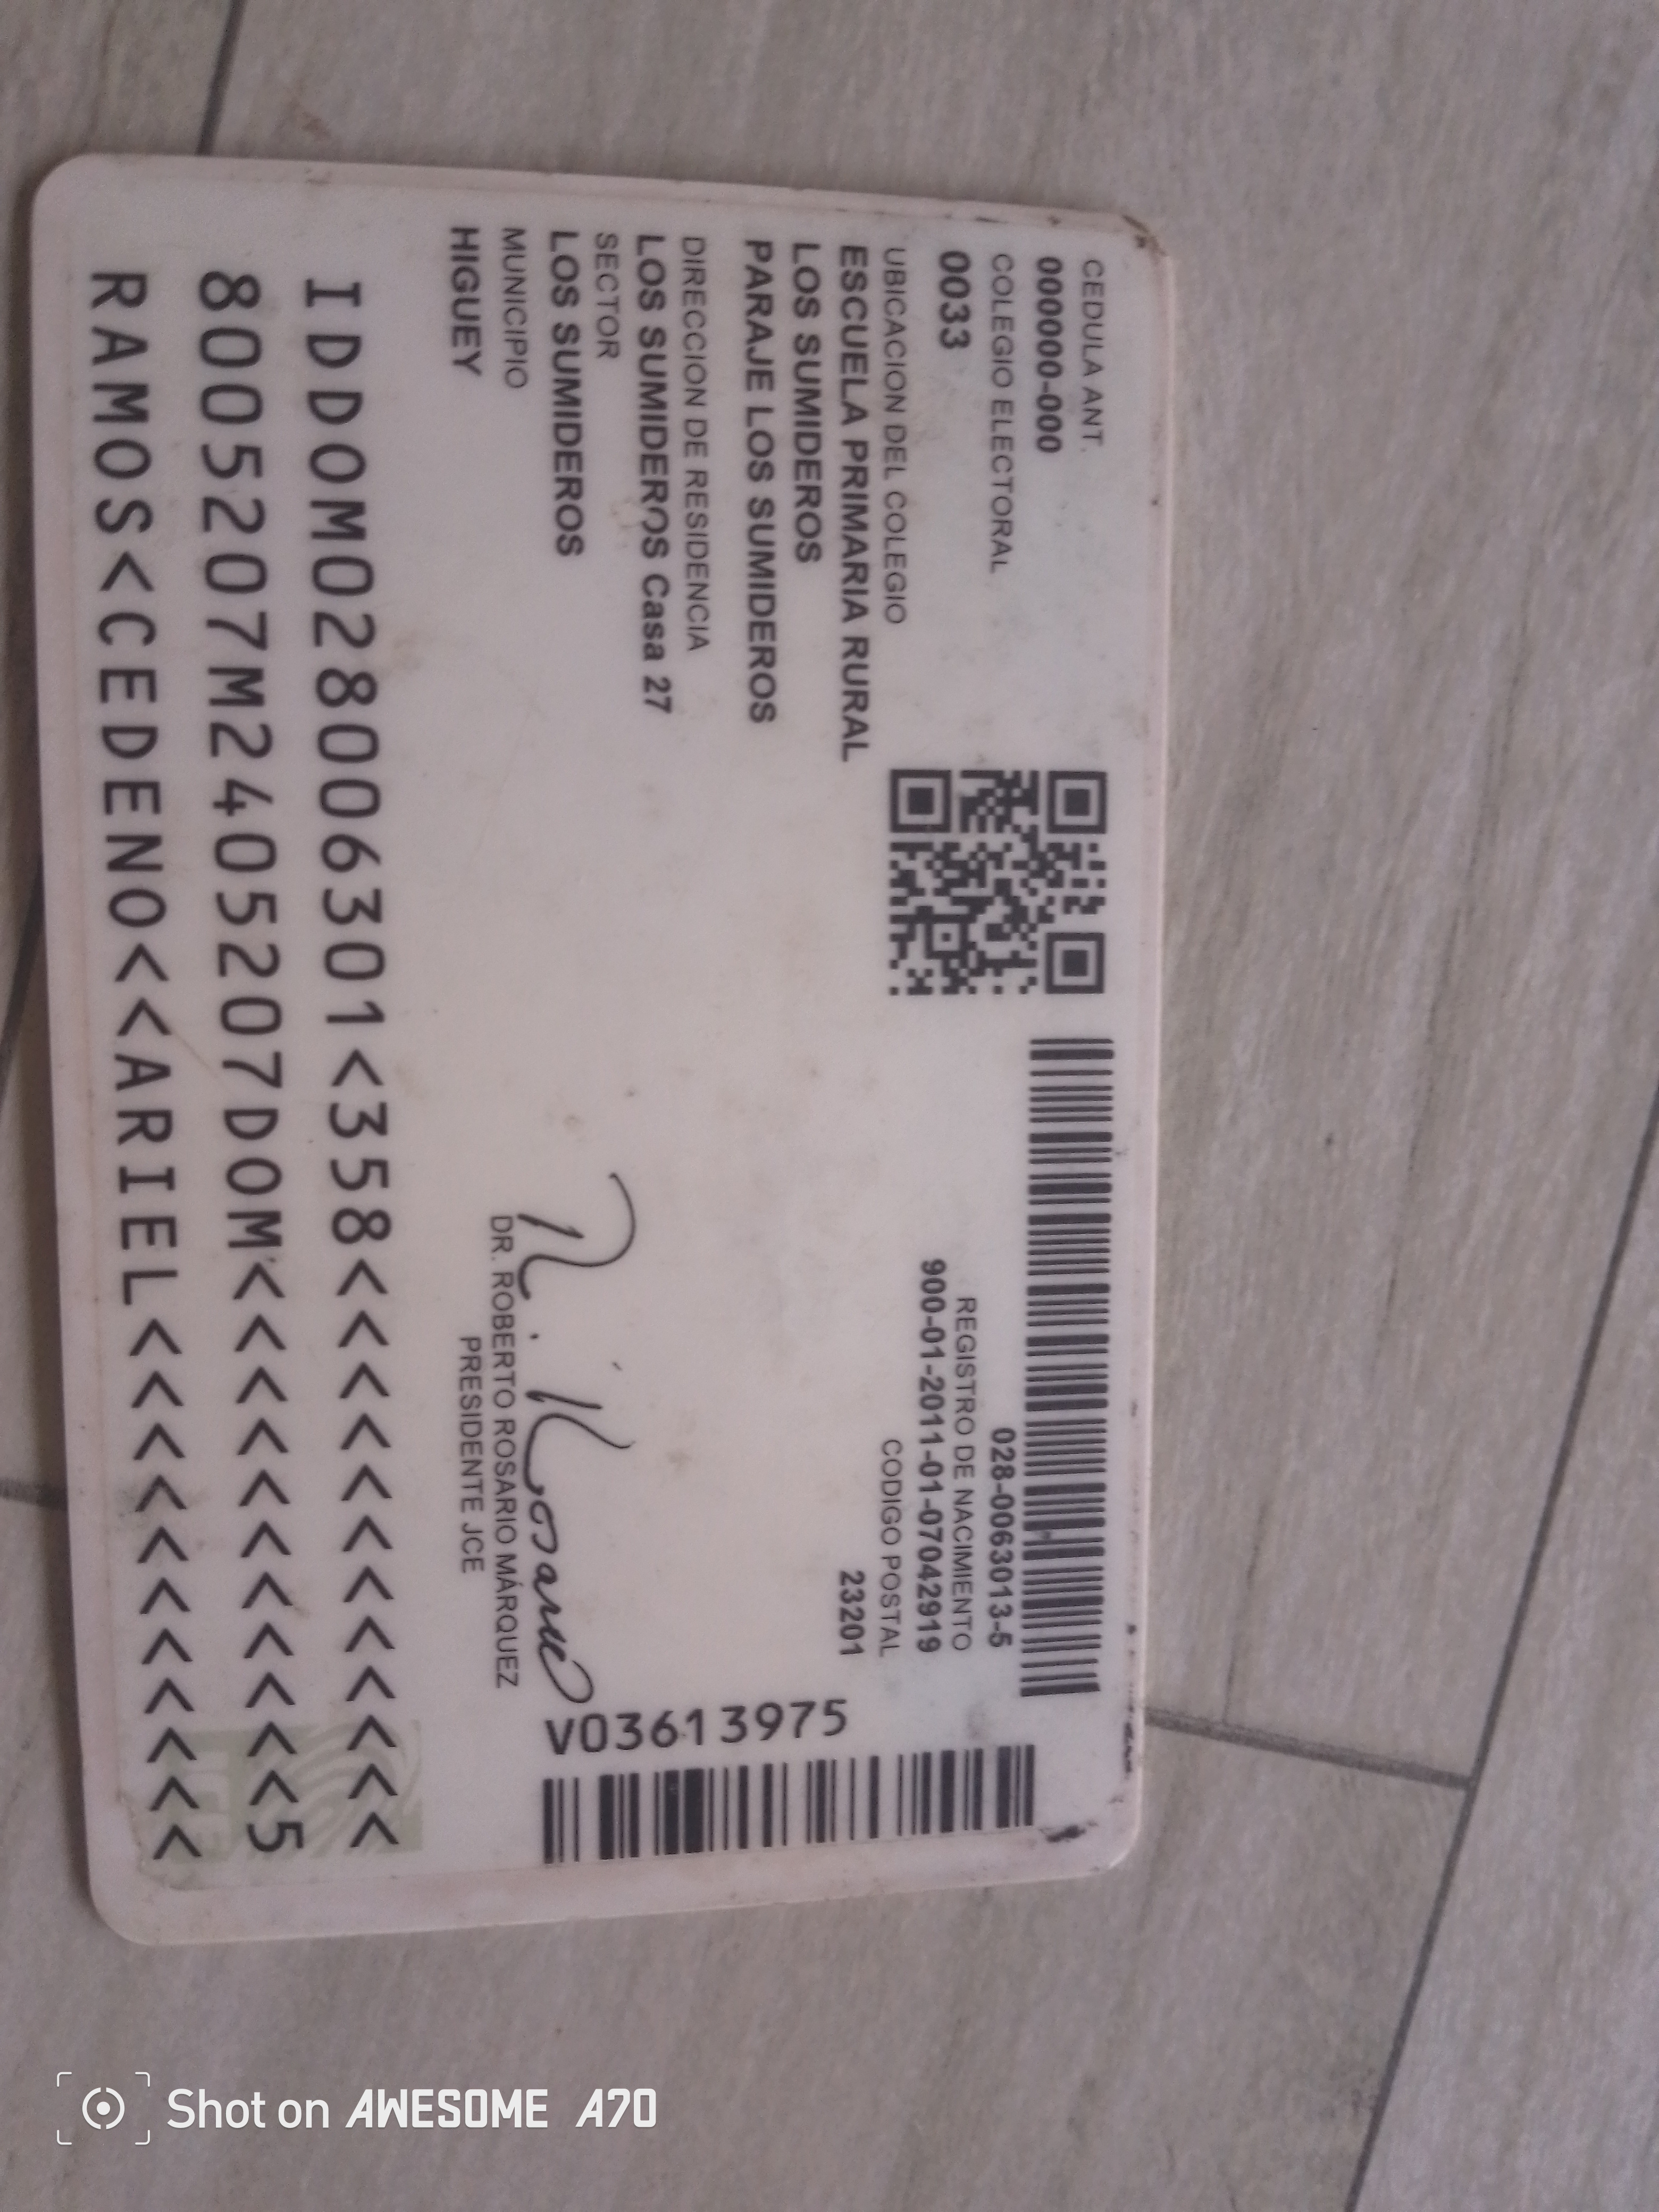 CEDULA ANT.
000000-000
COLEGIO ELECTORAL
0033
UBICACION DEL COLEGIO
ESCUELA PRIMARIA RURAL
LOS SUMIDEROS
PARAJE LOS SUMIDEROS
DIRECCION DE RESIDENCIA
LOS SUMIDEROS Casa 27
SECTOR
LOS SUMIDEROS
MUNICIPIO
HIGUEY
028-0063013-5
REGISTRO DE NACIMIENTO
900-01-2011-01-07042919
CODIGO POSTAL
23201
V03613975
DR. ROBERTO ROSARIO MÁRQUEZ
PRESIDENTE JCE
IDDOM028006301<358<<<<<<<<<<<<
8005207M2405207DOM<<<<<<<<<<<5
RAMOS<CEDENO<<ARIEL<<<<<<<<<<<
Shot on AWESOME A70